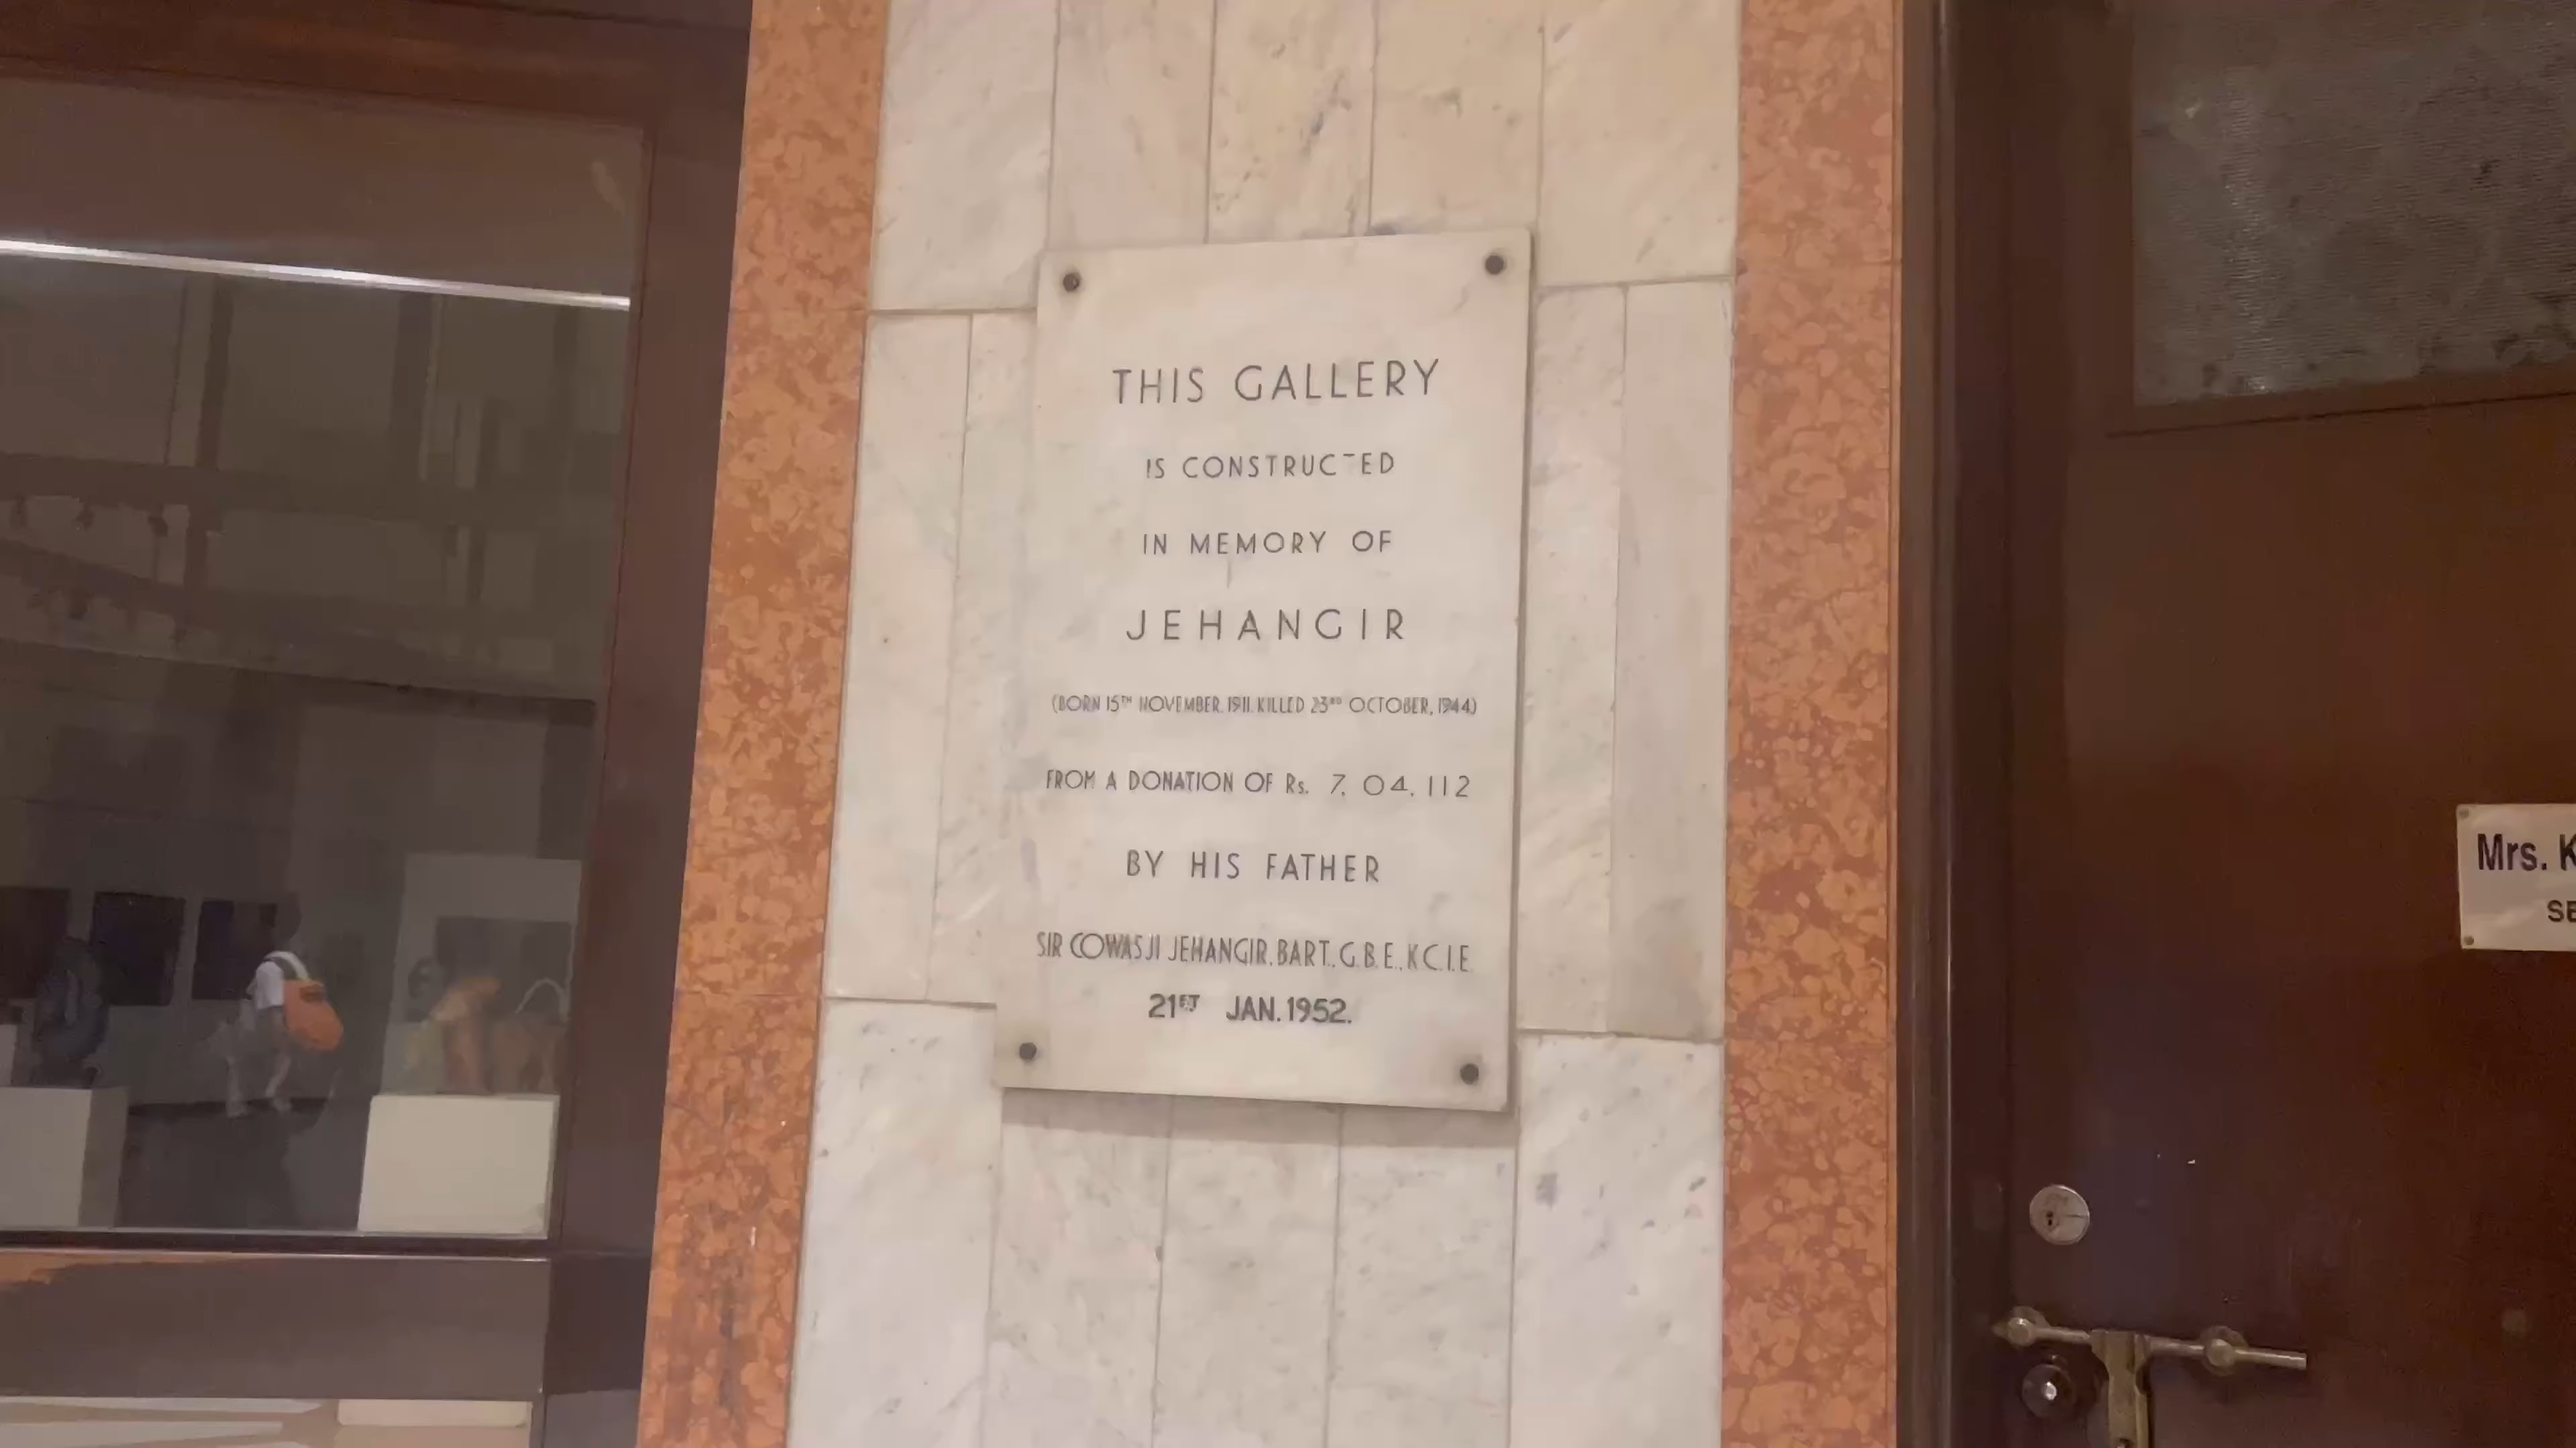 THIS GALLERY
IS CONSTRUCTED
IN MEMORY OF
JEHANGIR
(BORN 15TH NOVEMBER, 1911. KILLED 23RD OCTOBER, 1944)
FROM A DONATION OF Rs. 7, 04, 112
BY HIS FATHER
SIR COWASJI JEHANGIR, BART., G.B.E., K.C.I.E.
21ST JAN. 1952.
Mrs.